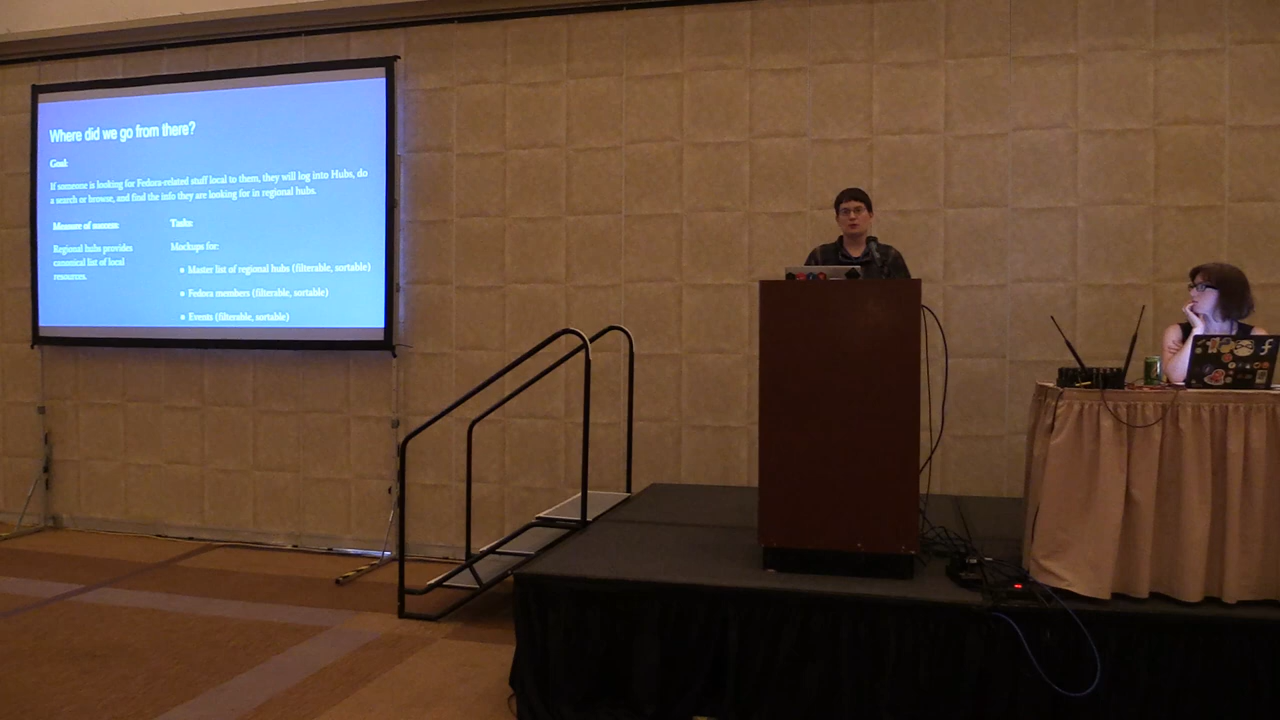 Where did we go from there?
Goal:
If someone is looking for Fedora-related stuff local to them, they will log into Hubs, do
a search or browse, and find the info they are looking for in regional hubs.
Measure of success:
Regional hubs provides
canonical list of local
resources.
Tasks:
Mockups for:
Master list of regional hubs (filterable, sortable)
Fedora members (filterable, sortable)
Events (filterable, sortable)